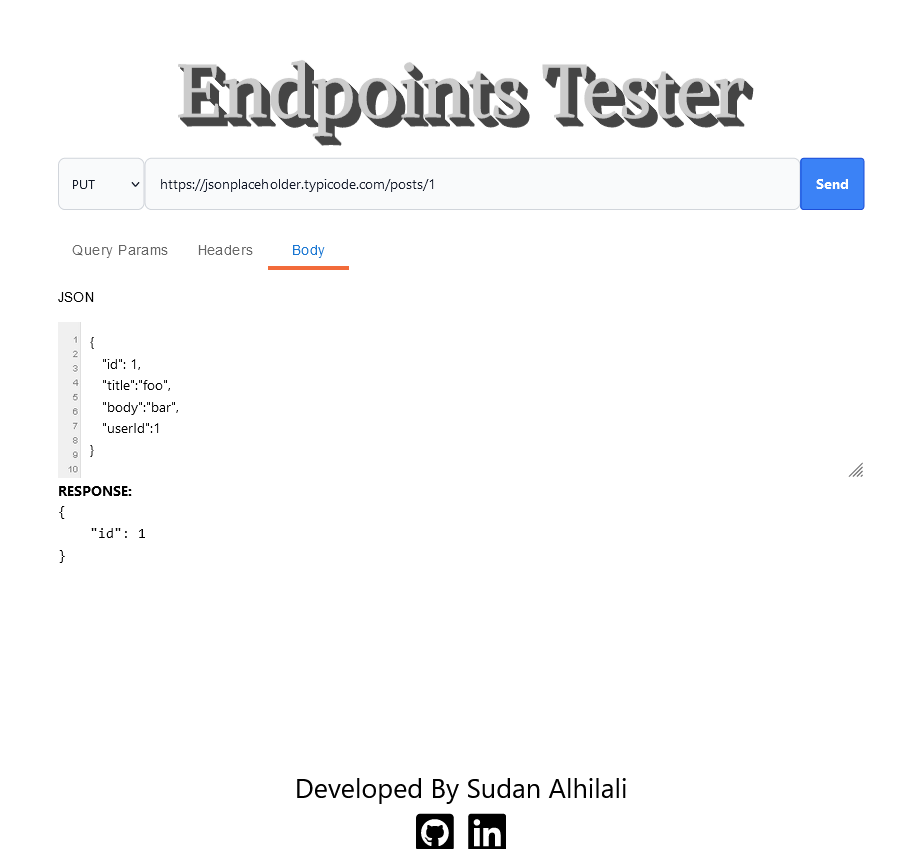 Endpoints Tester
PUT https://jsonplaceholder.typicode.com/posts/1 Send
Query Params Headers Body
JSON
1
2
3
4
5
6
7
8
9
10
{
"id": 1,
"title":"foo",
"body":"bar",
"userId":1
}
RESPONSE:
{
"id": 1
}
Developed By Sudan Alhilali
in